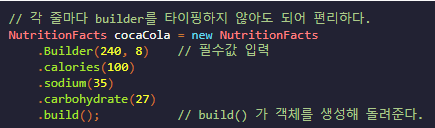 // 각 줄마다 builder를 타이핑하지 않아도 되어 편리하다.
NutritionFacts cocaCola = new NutritionFacts
    .Builder(240, 8)    // 필수값 입력
    .calories(100)
    .sodium(35)
    .carbohydrate(27)
    .build();           // build() 가 객체를 생성해 돌려준다.